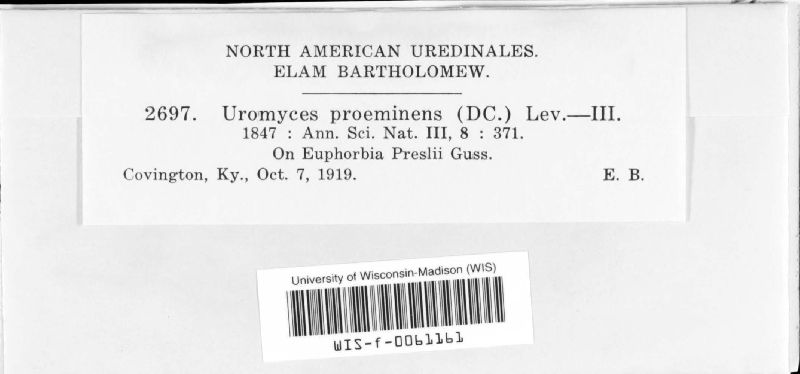 NORTH AMERICAN UREDINALES.
ELAM BARTHOLOMEW.
2697. Uromyces proeminens (DC.) Lev.—III.
1847 : Ann. Sci. Nat. III, 8 : 371.
On Euphorbia Preslii Guss.
Covington, Ky., Oct. 7, 1919. E. B.
University of Wisconsin-Madison (WIS)
WIS-f-0061161